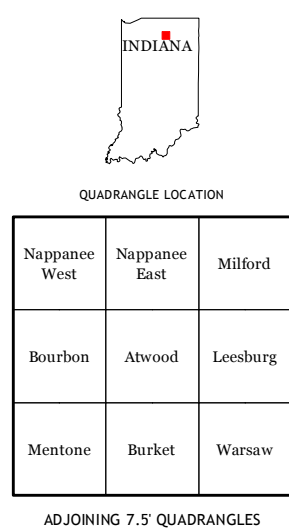 INDIANA
QUADRANGLE LOCATION
Nappanee West
Nappanee East
Milford
Bourbon
Atwood
Leesburg
Mentone
Burket
Warsaw
ADJOINING 7.5' QUADRANGLES